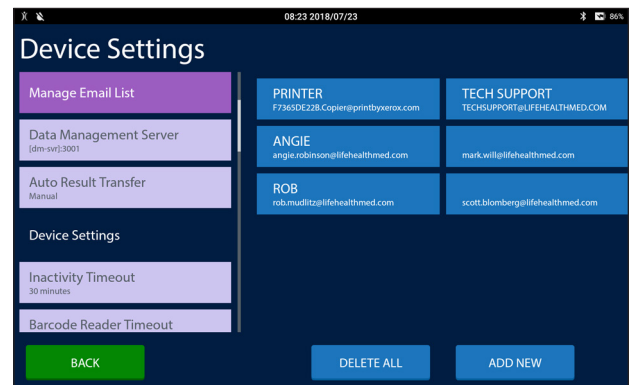 08:23 2018/07/23
86%
Device Settings
Manage Email List
Data Management Server
[dm-svr]:3001
Auto Result Transfer
Manual
Device Settings
Inactivity Timeout
30 minutes
Barcode Reader Timeout
PRINTER
F7365DE22B.Copier@printbyxerox.com
TECH SUPPORT
TECHSUPPORT@LIFEHEALTHMED.COM
ANGIE
angie.robinson@lifehealthmed.com
mark.will@lifehealthmed.com
ROB
rob.mudlitz@lifehealthmed.com
scott.blomberg@lifehealthmed.com
BACK
DELETE ALL
ADD NEW